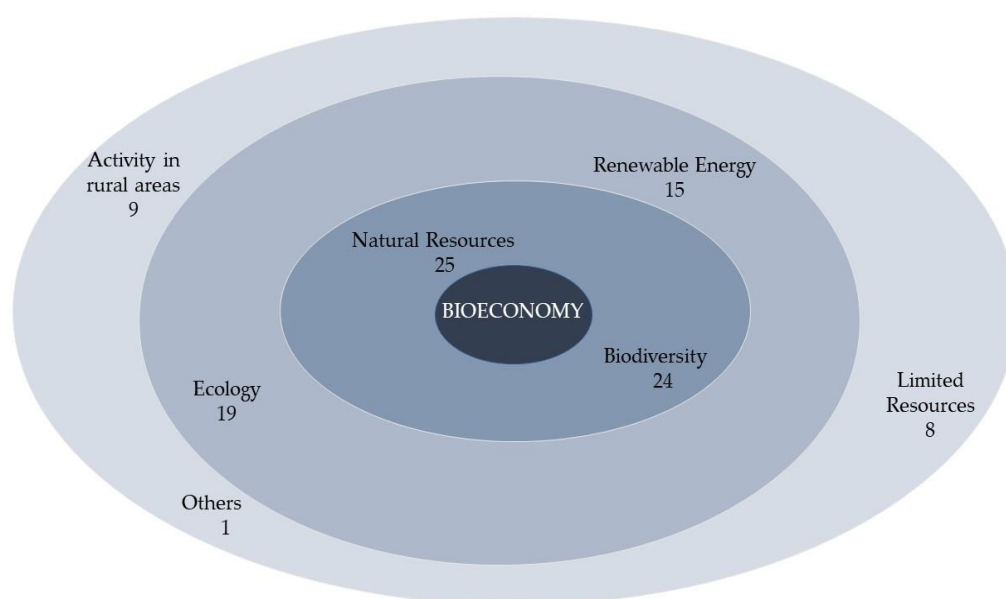 Activity in
rural areas
9
Renewable Energy
15
Natural Resources
25
BIOECONOMY
Biodiversity
24
Ecology
19
Limited
Resources
8
Others
1